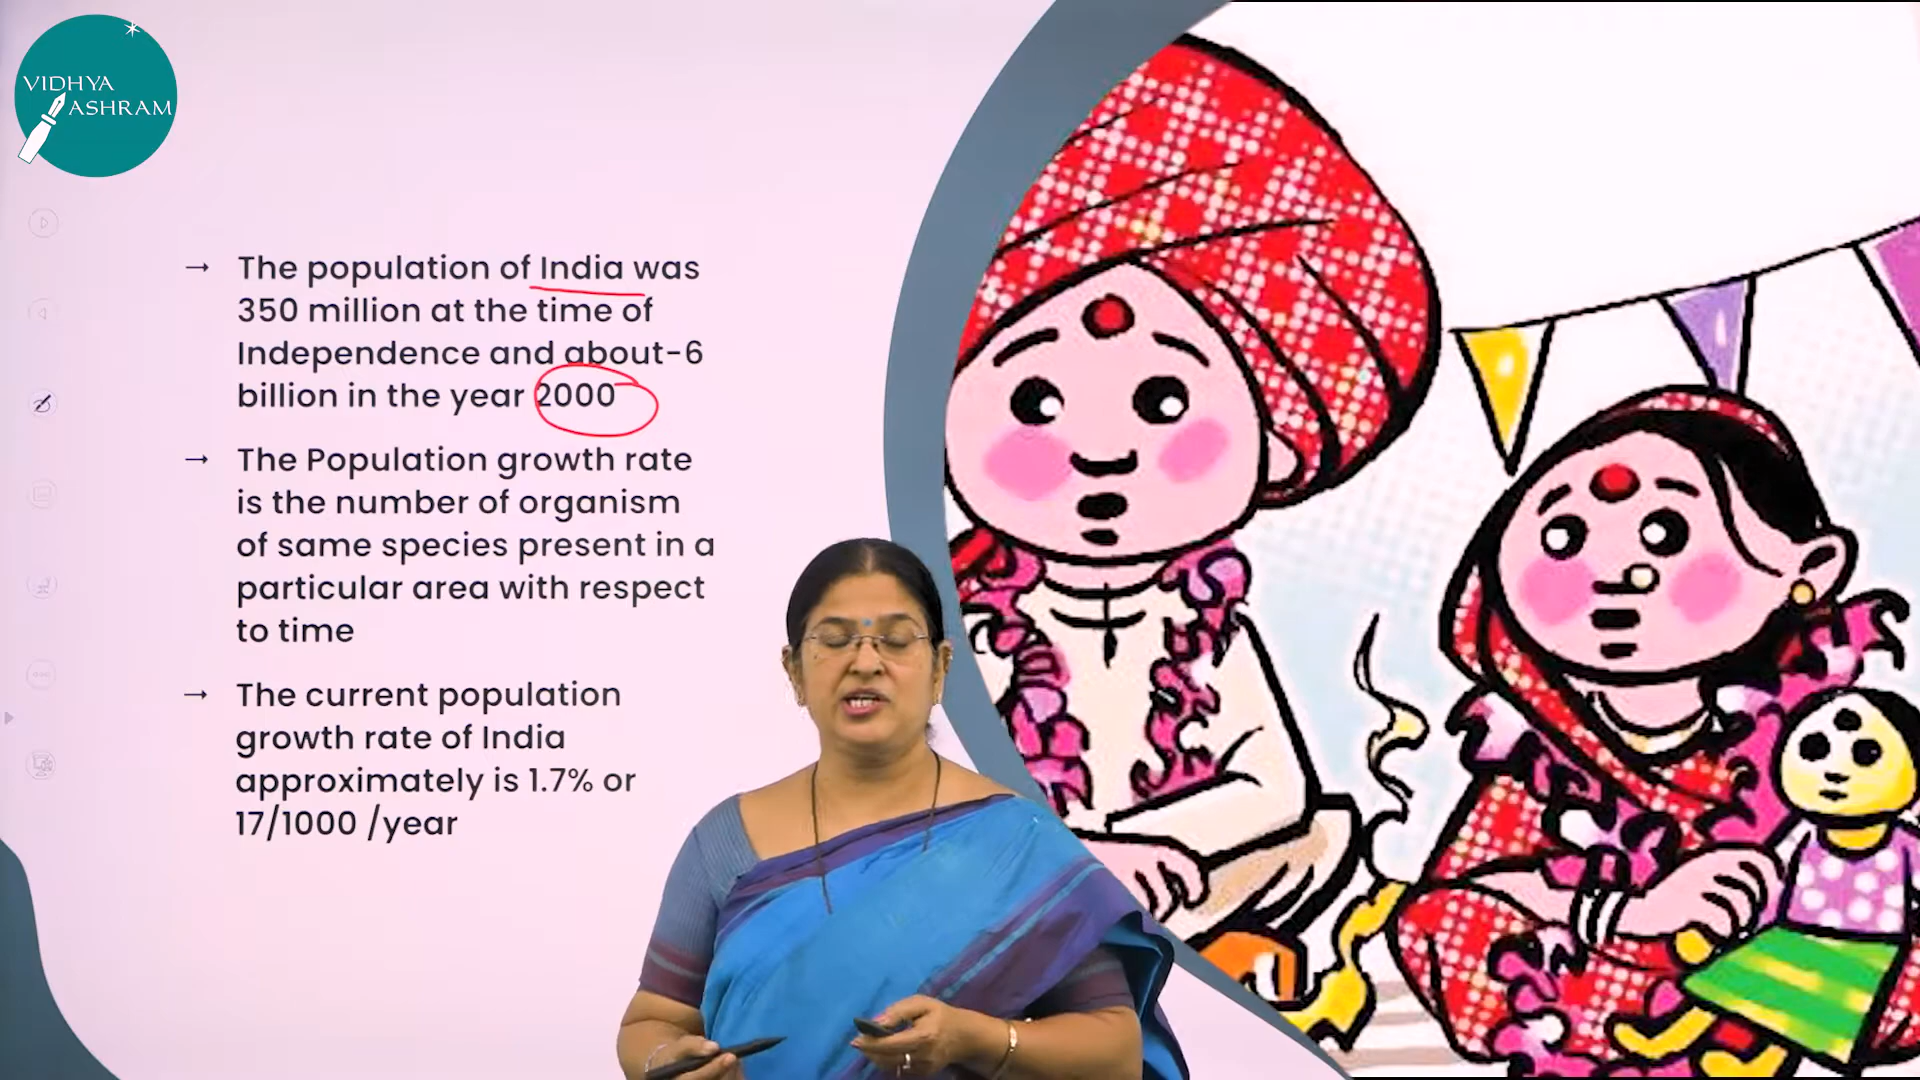 VIDHYA
ASHRAM
→ The population of India was
350 million at the time of
Independence and about-6
billion in the year 2000
→ The Population growth rate
is the number of organism
of same species present in a
particular area with respect
to time
→ The current population
growth rate of India
approximately is 1.7% or
17/1000 /year